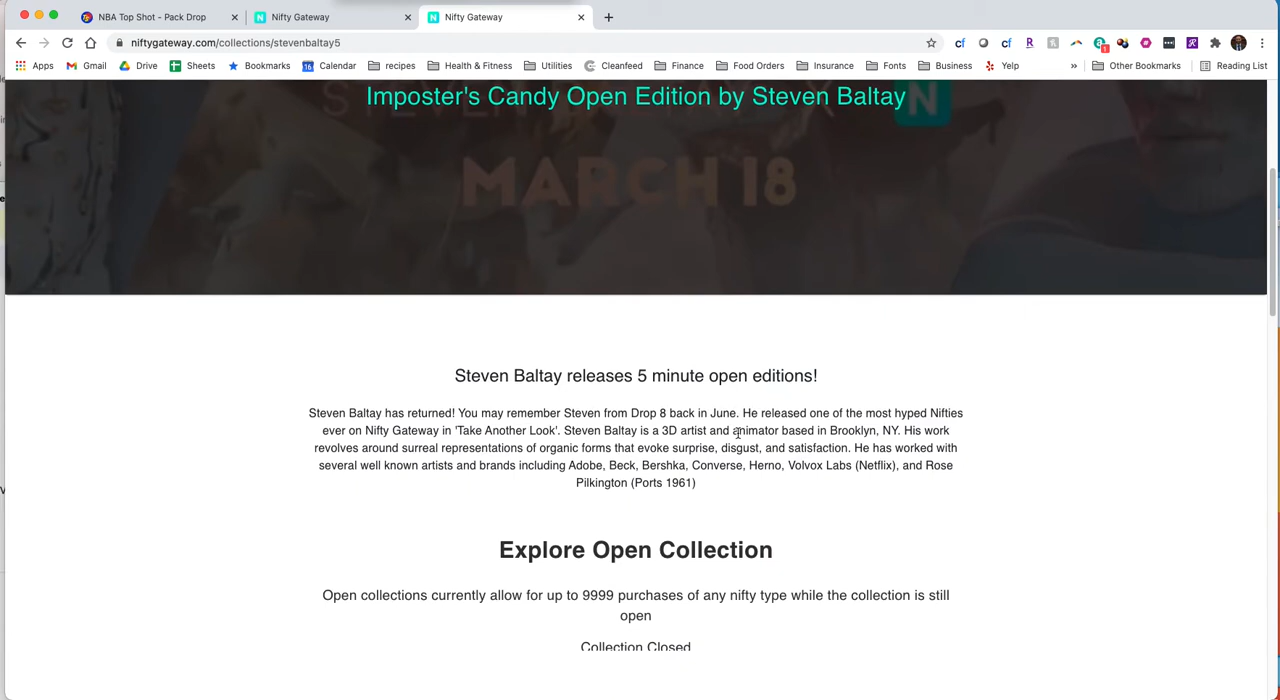 NBA Top Shot - Pack Drop
Nifty Gateway
Nifty Gateway
niftygateway.com/collections/stevenbaltay5
Apps Gmail Drive Sheets Bookmarks Calendar recipes Health & Fitness Utilities Cleanfeed Finance Food Orders Insurance Fonts Business Yelp » Other Bookmarks Reading List
Imposter's Candy Open Edition by Steven Baltay
MARCH 18
Steven Baltay releases 5 minute open editions!
Steven Baltay has returned! You may remember Steven from Drop 8 back in June. He released one of the most hyped Nifties
ever on Nifty Gateway in 'Take Another Look'. Steven Baltay is a 3D artist and animator based in Brooklyn, NY. His work
revolves around surreal representations of organic forms that evoke surprise, disgust, and satisfaction. He has worked with
several well known artists and brands including Adobe, Beck, Bershka, Converse, Herno, Volvox Labs (Netflix), and Rose
Pilkington (Ports 1961)
Explore Open Collection
Open collections currently allow for up to 9999 purchases of any nifty type while the collection is still
open
Collection Closed